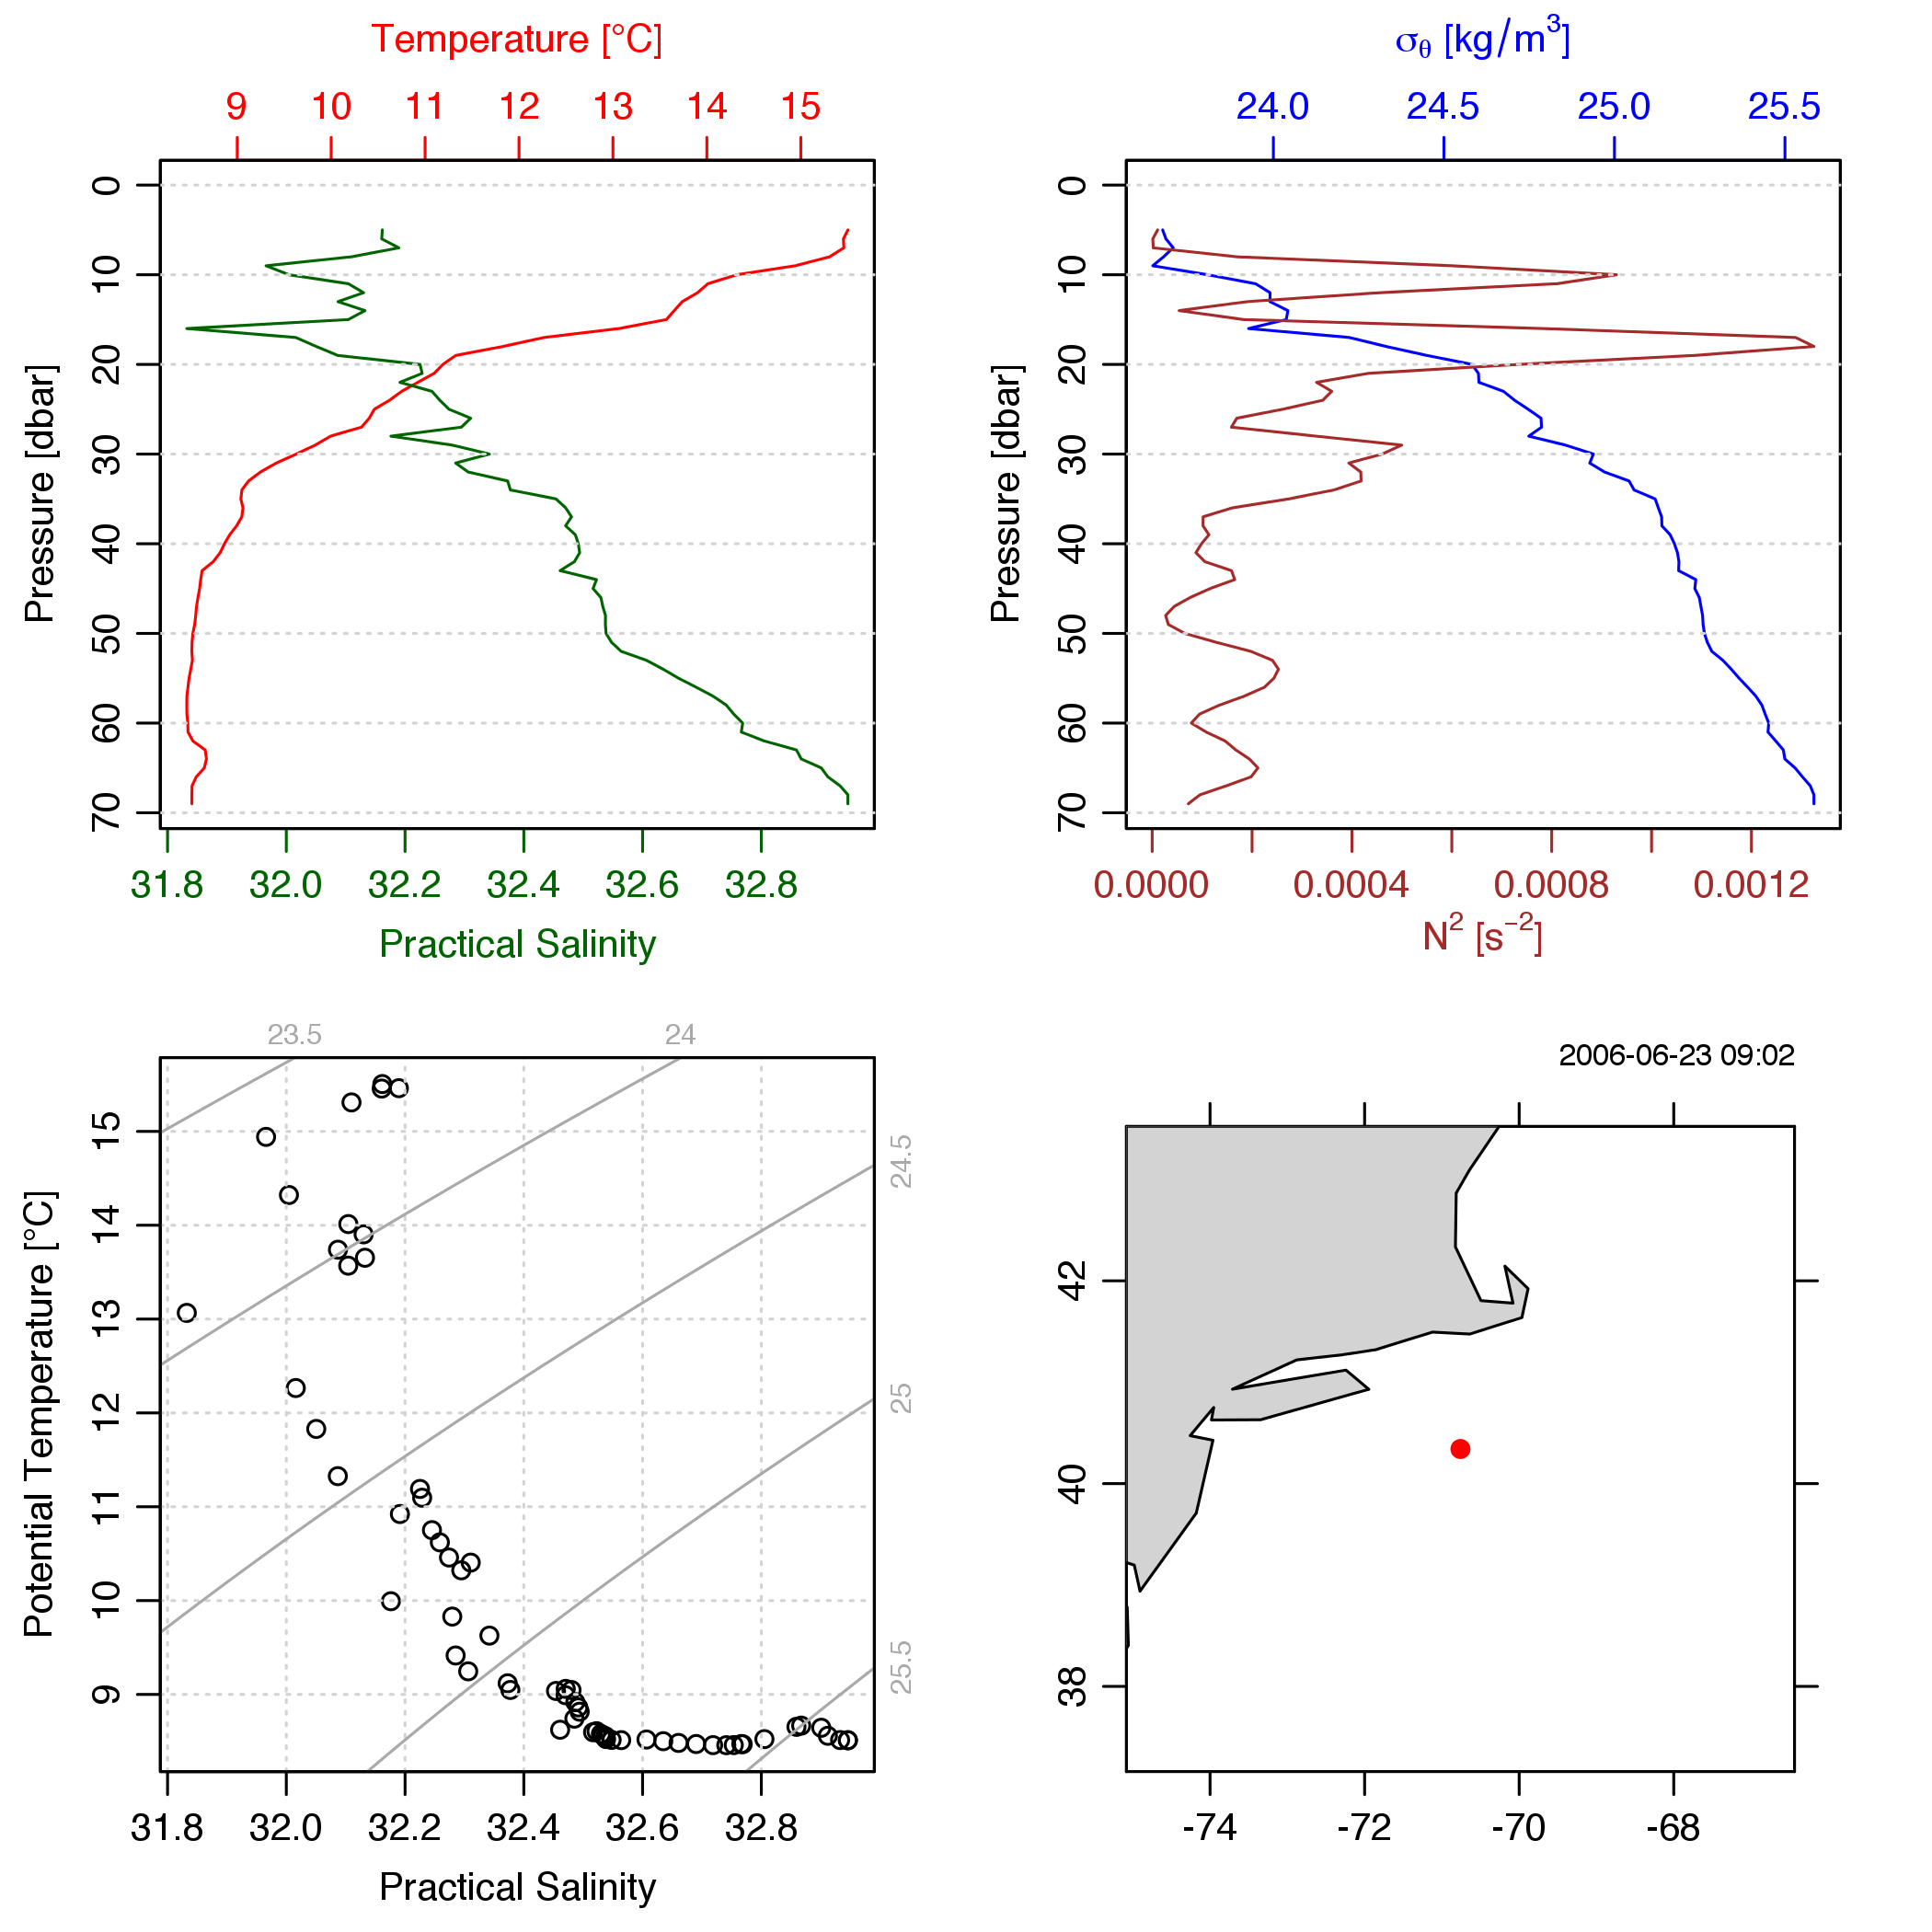 Temperature [°C]
9 10 11 12 13 14 15
0 10 20 30 40 50 60 70
Pressure [dbar]
31.8 32.0 32.2 32.4 32.6 32.8
Practical Salinity
σθ [kg/m³]
24.0 24.5 25.0 25.5
0 10 20 30 40 50 60 70
Pressure [dbar]
0.0000 0.0004 0.0008 0.0012
N² [s⁻²]
23.5 24
24.5
25
25.5
15 14 13 12 11 10 9
Potential Temperature [°C]
31.8 32.0 32.2 32.4 32.6 32.8
Practical Salinity
2006-06-23 09:02
42
40
38
-74 -72 -70 -68